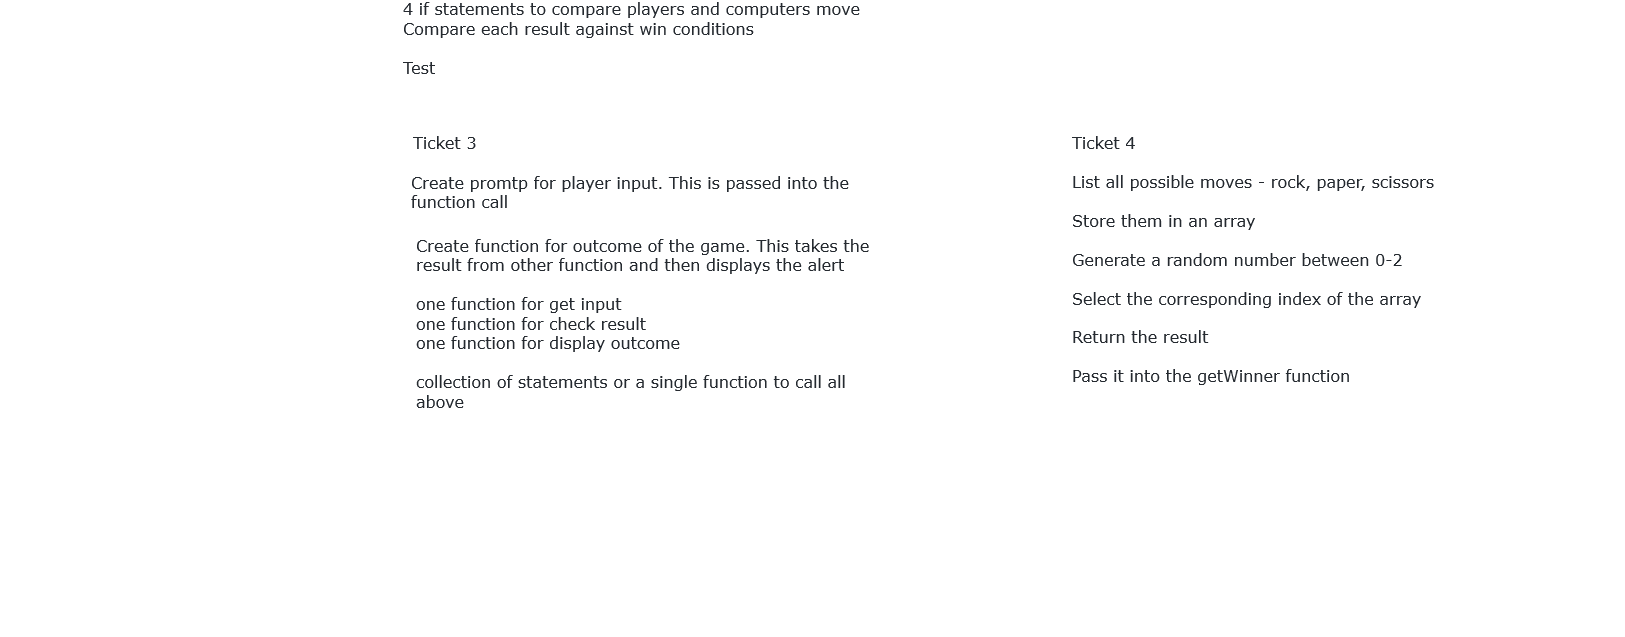 4 if statements to compare players and computers move
Compare each result against win conditions
Test
Ticket 3
Create promtp for player input. This is passed into the
function call
Create function for outcome of the game. This takes the
result from other function and then displays the alert
one function for get input
one function for check result
one function for display outcome
collection of statements or a single function to call all
above
Ticket 4
List all possible moves - rock, paper, scissors
Store them in an array
Generate a random number between 0-2
Select the corresponding index of the array
Return the result
Pass it into the getWinner function